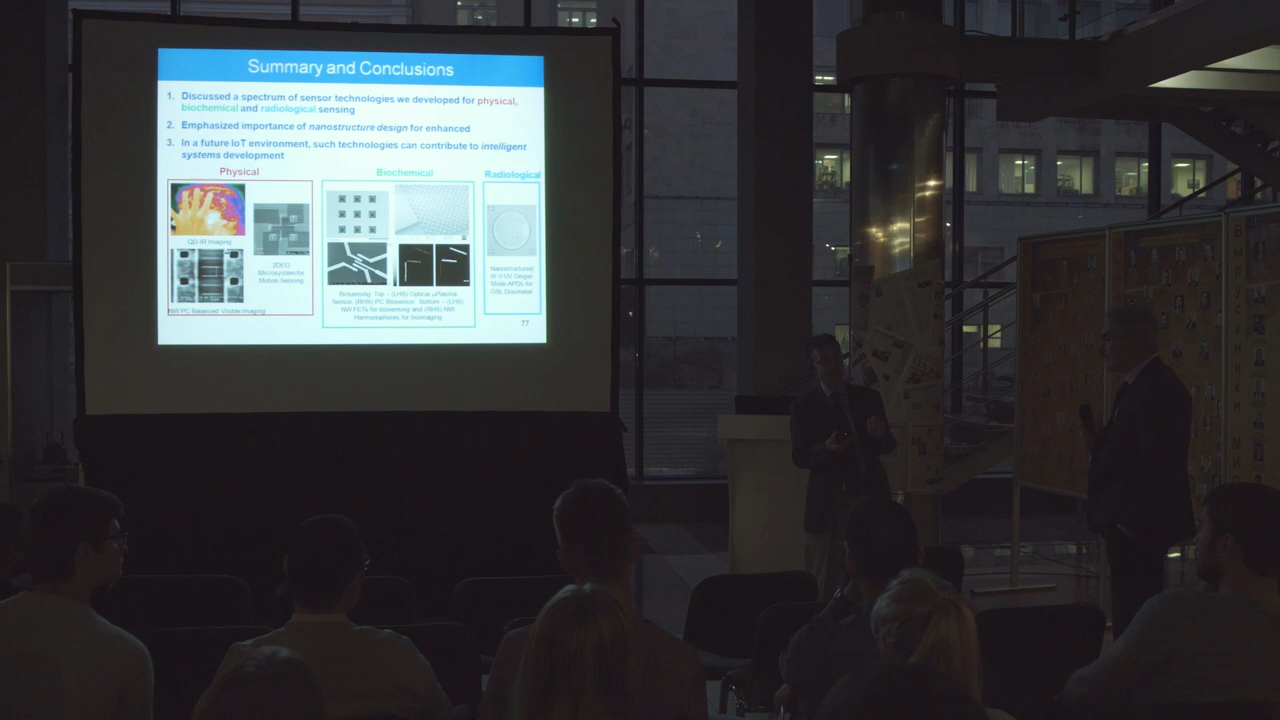 Summary and Conclusions
1. Discussed a spectrum of sensor technologies we developed for physical,
biochemical and radiological sensing
2. Emphasized importance of nanostructure design for enhanced
3. In a future IoT environment, such technologies can contribute to intelligent
systems development
Physical
Biochemical
Radiological
QD IR Imaging
2DEG
Microsystem for
Motion Sensing
NW PC Balanced Visible Imaging
Biosensing: Top – (LHS) Optical µPlasma
Sensor, (RHS) PC Biosensor. Bottom – (LHS)
NW FETs for biosensing and (RHS) NW
Harmonophores for bioimaging
Nanostructured
III-V UV Geiger
Mode APDs for
OSL Dosimeter
77